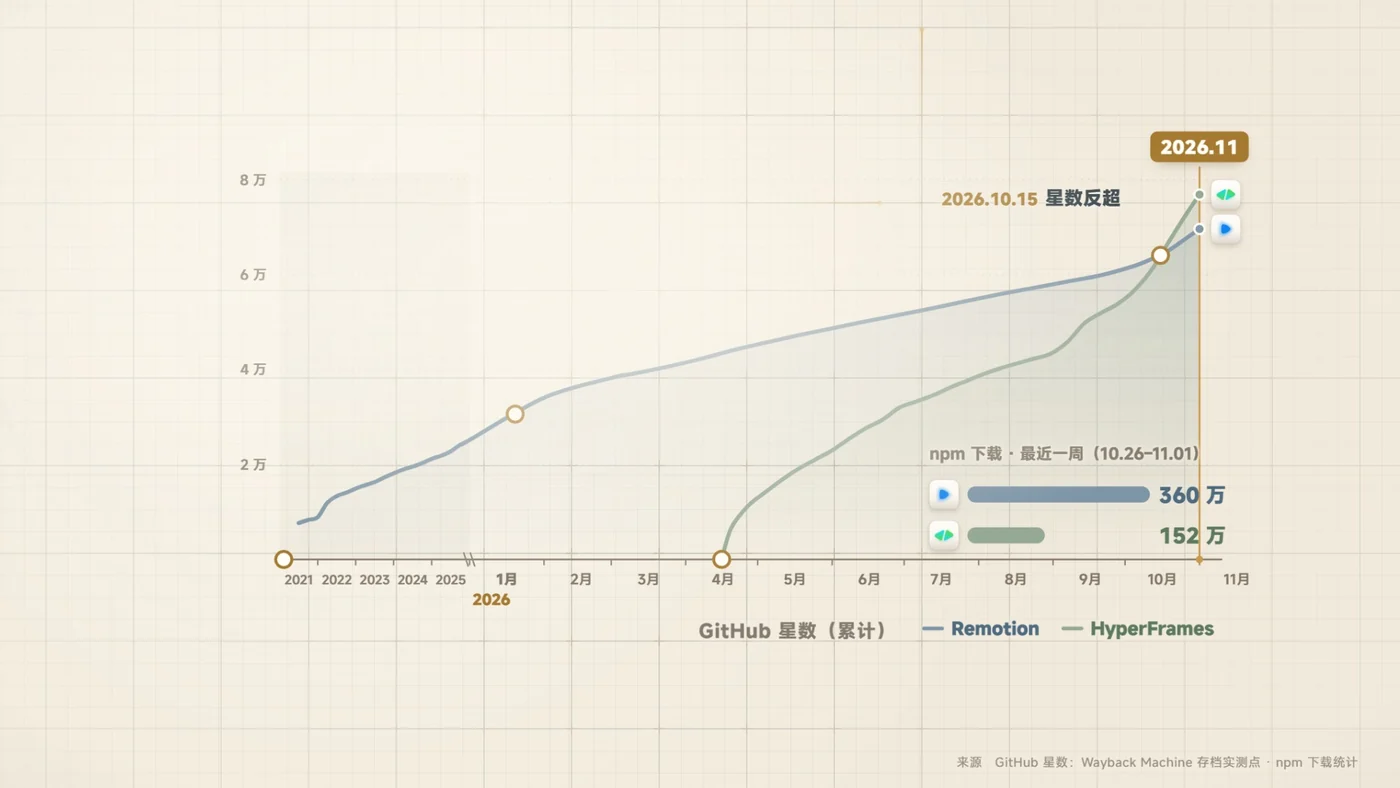 2026.11
8 万
2026.10.15 星数反超
6 万
4 万
2 万
npm 下载 · 最近一周（10.26–11.01）
360 万
152 万
2021 2022 2023 2024 2025 1月 2月 3月 4月 5月 6月 7月 8月 9月 10月 11月
2026
GitHub 星数（累计） Remotion HyperFrames
来源 GitHub 星数：Wayback Machine 存档实测点 · npm 下载统计